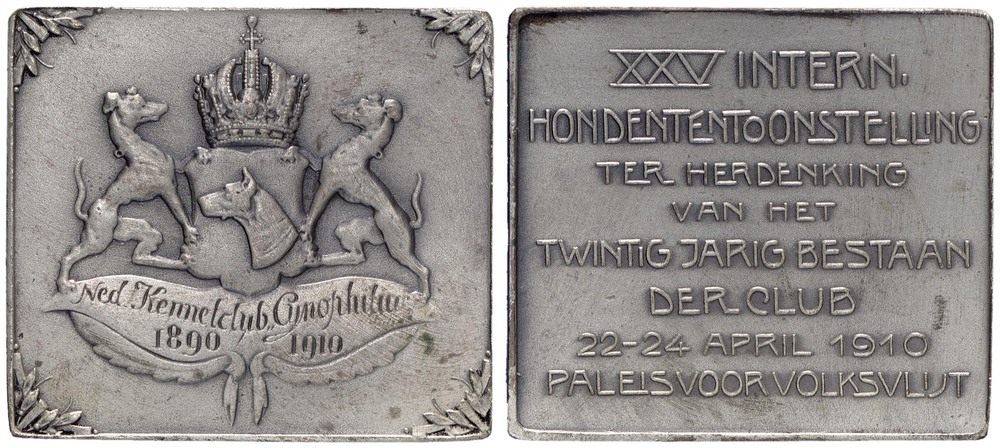 Ned. Kennelclub „Cynophilia
1890 1910
XXV INTERN.
HONDENTENTOONSTELLING
TER HERDENKING
VAN HET
TWINTIG JARIG BESTAAN
DER CLUB
22-24 APRIL 1910
PALEIS VOOR VOLKSVLIJT